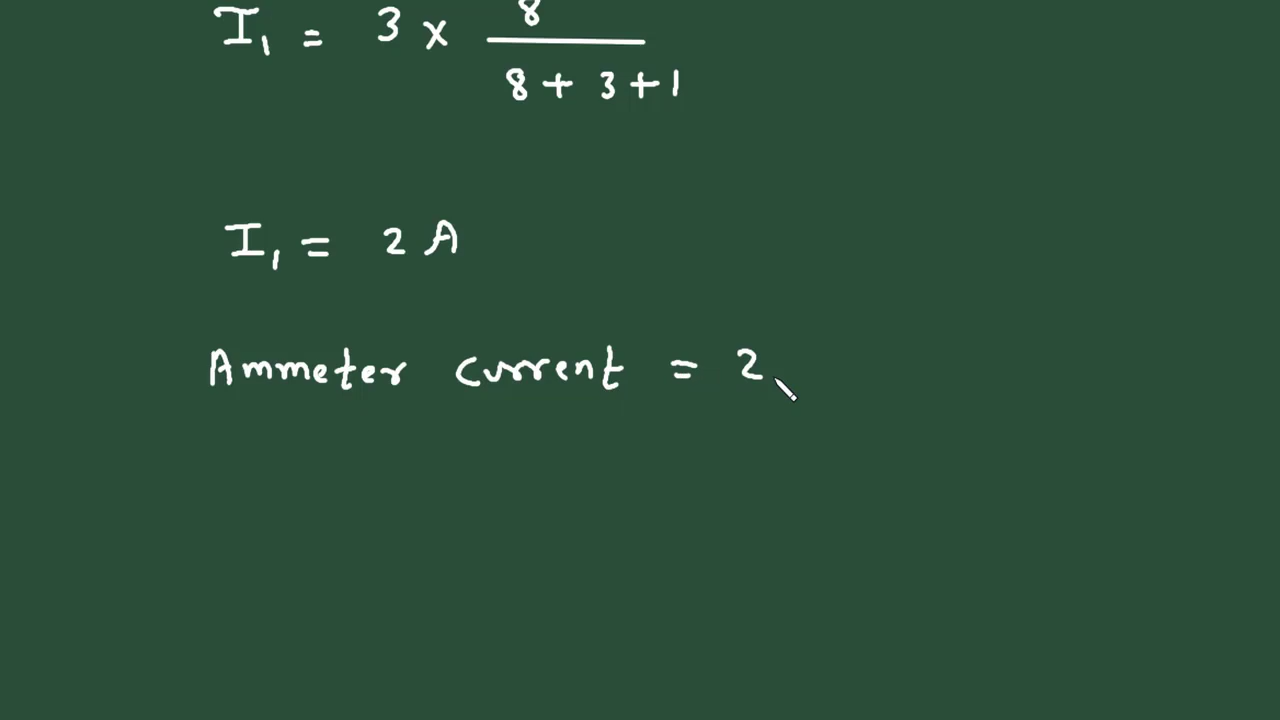 I₁ = 3 x 8
8 + 3 + 1
I₁ = 2 A
Ammeter current = 2